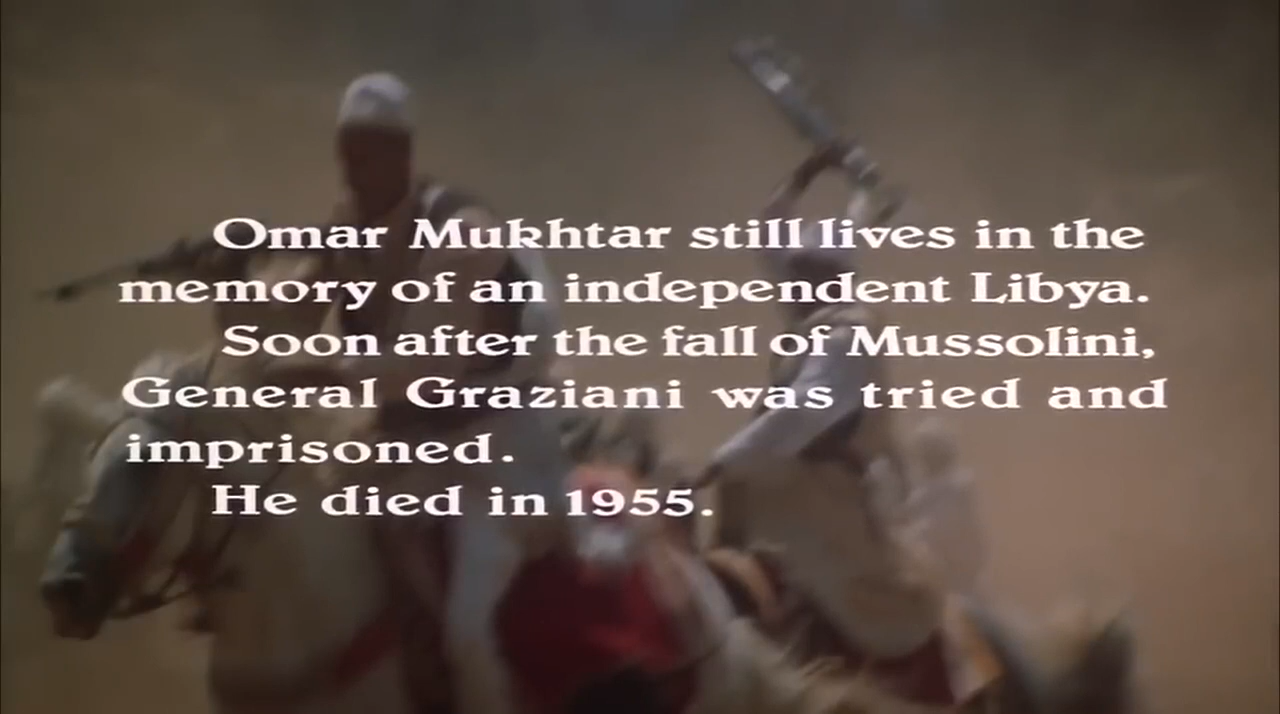 Omar Mukhtar still lives in the
memory of an independent Libya.
Soon after the fall of Mussolini,
General Graziani was tried and
imprisoned.
He died in 1955.